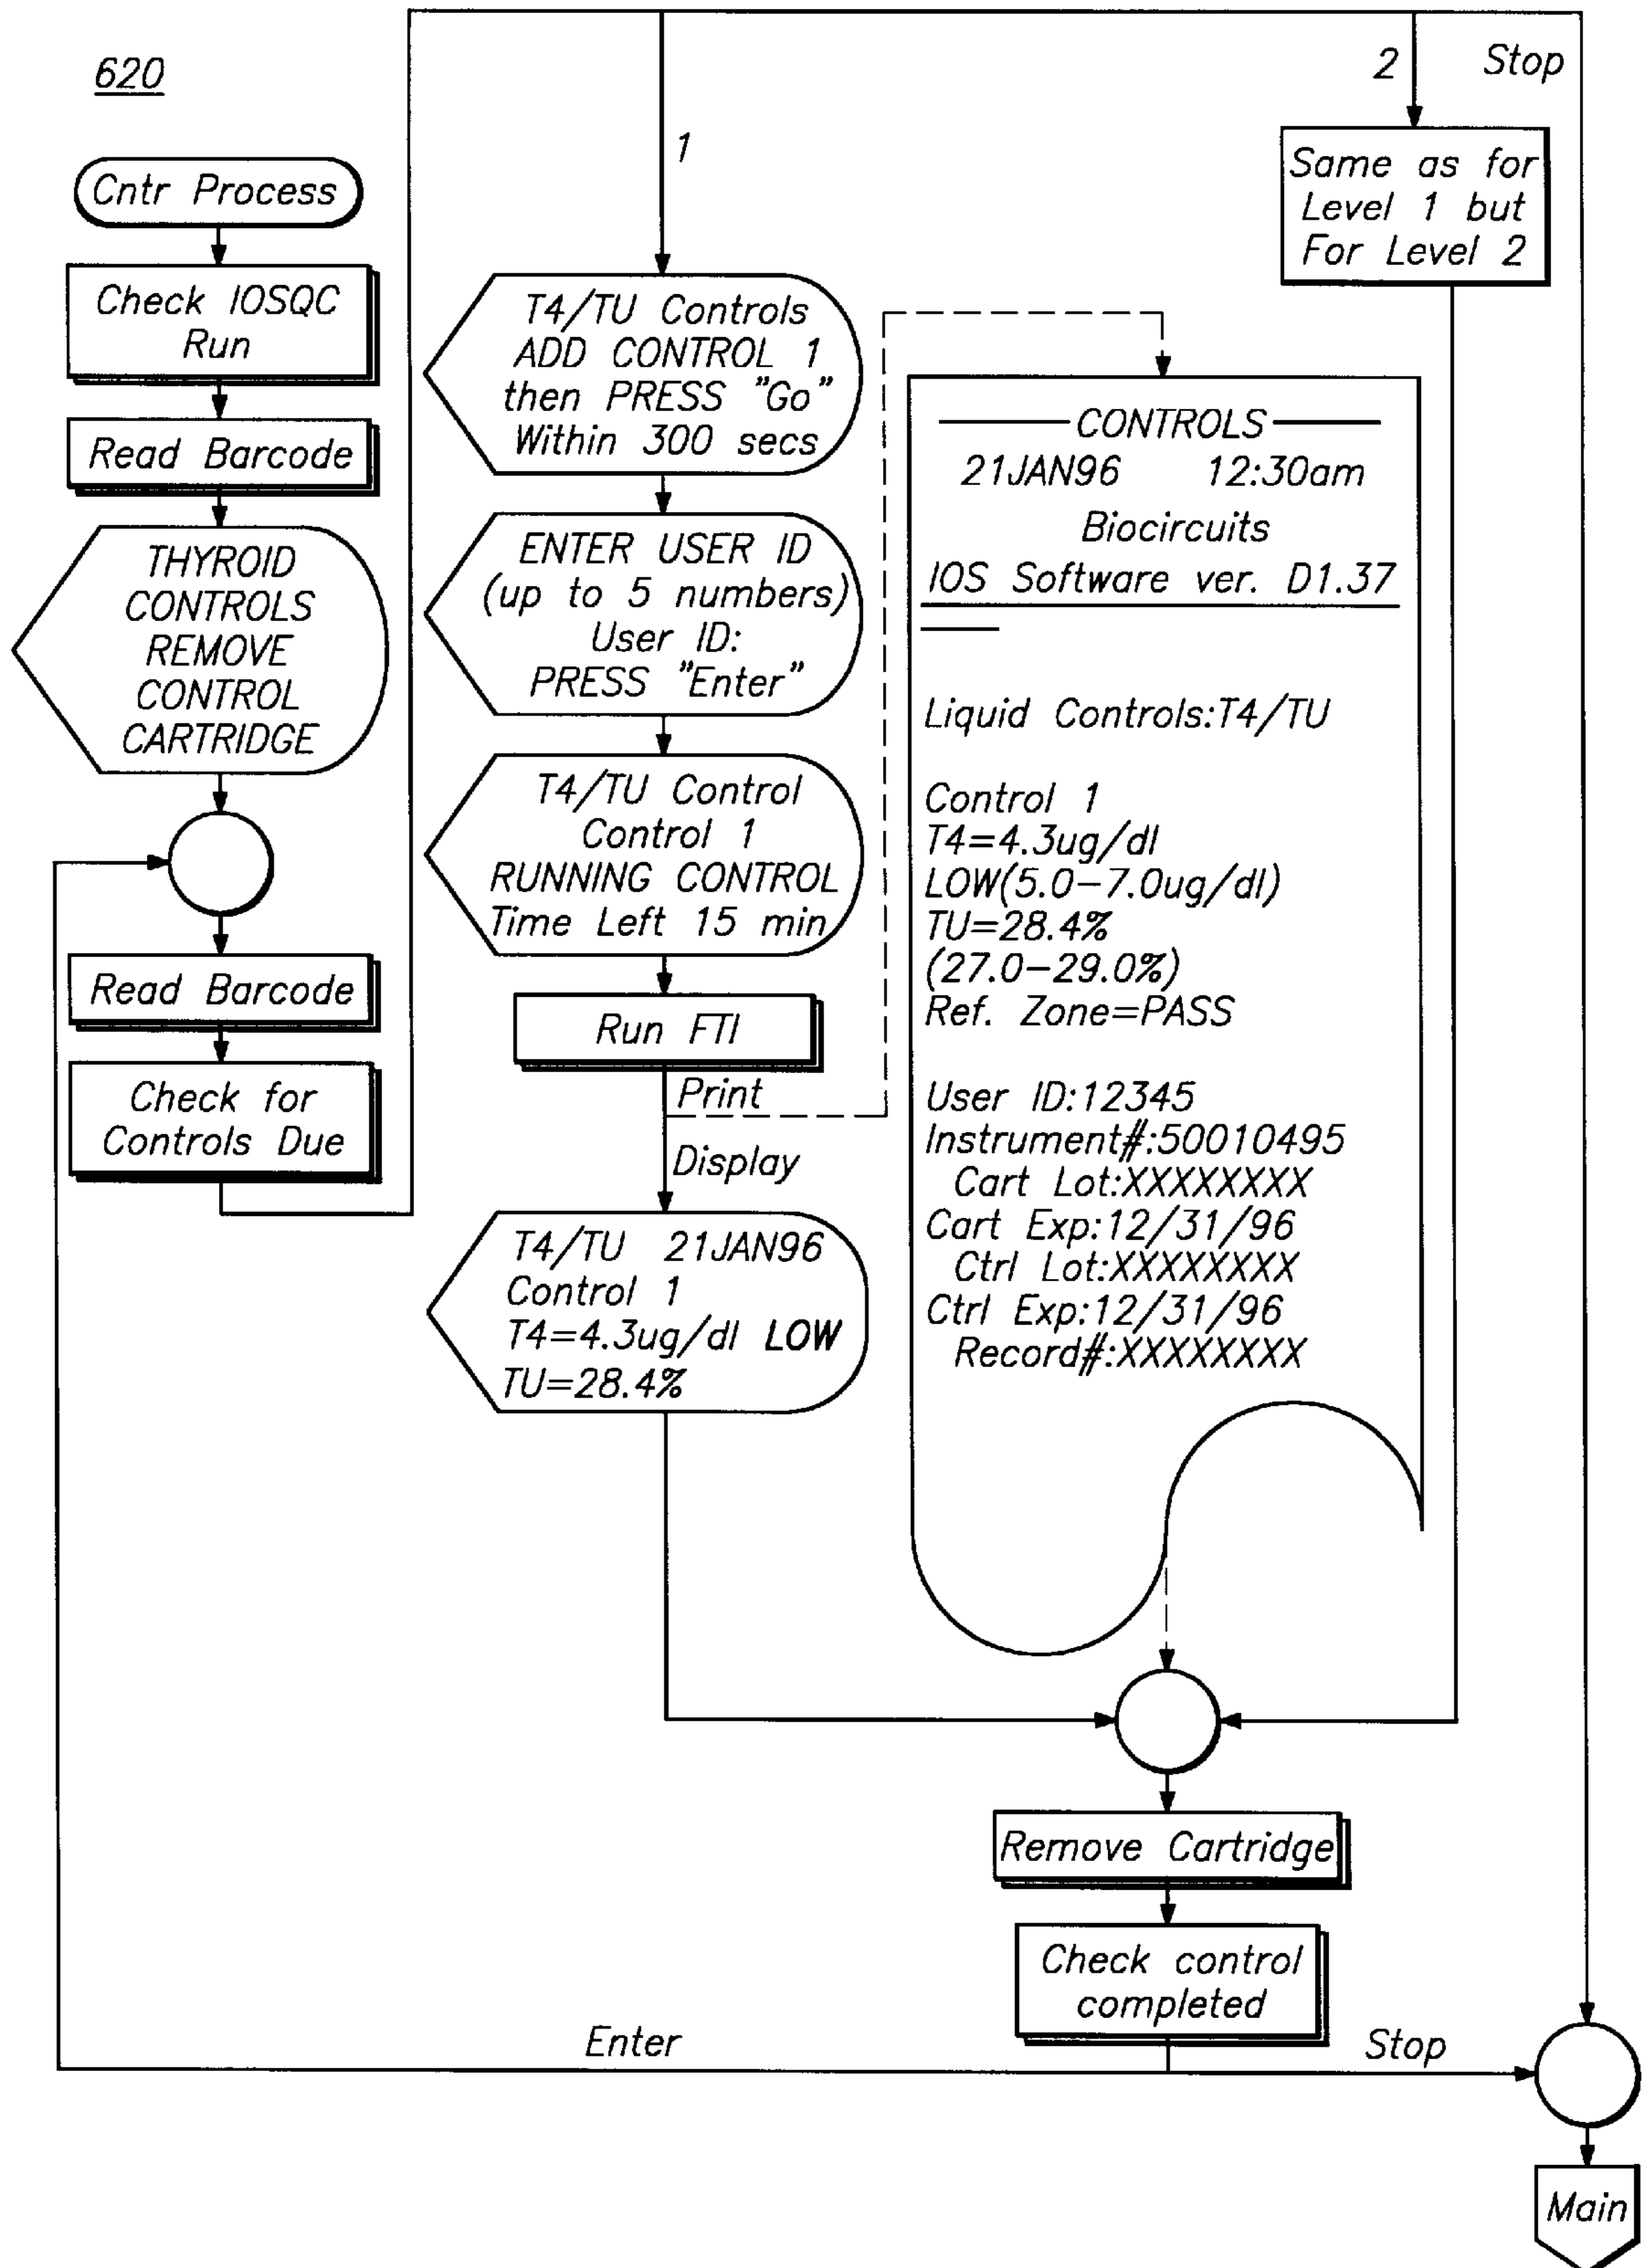 620
Cntr Process
Check IOSQC
Run
Read Barcode
THYROID
CONTROLS
REMOVE
CONTROL
CARTRIDGE
Read Barcode
Check for
Controls Due
1
T4/TU Controls
ADD CONTROL 1
then PRESS "Go"
Within 300 secs
ENTER USER ID
(up to 5 numbers)
User ID:
PRESS "Enter"
T4/TU Control
Control 1
RUNNING CONTROL
Time Left 15 min
Run FTI
Print
Display
T4/TU 21JAN96
Control 1
T4=4.3ug/dl LOW
TU=28.4%
CONTROLS
21JAN96 12:30am
Biocircuits
IOS Software ver. D1.37
Liquid Controls:T4/TU
Control 1
T4=4.3ug/dl
LOW(5.0-7.0ug/dl)
TU=28.4%
(27.0-29.0%)
Ref. Zone=PASS
User ID:12345
Instrument#:50010495
Cart Lot:XXXXXXXX
Cart Exp:12/31/96
Ctrl Lot:XXXXXXXX
Ctrl Exp:12/31/96
Record#:XXXXXXXX
2
Stop
Same as for
Level 1 but
For Level 2
Remove Cartridge
Check control
completed
Enter
Stop
Main